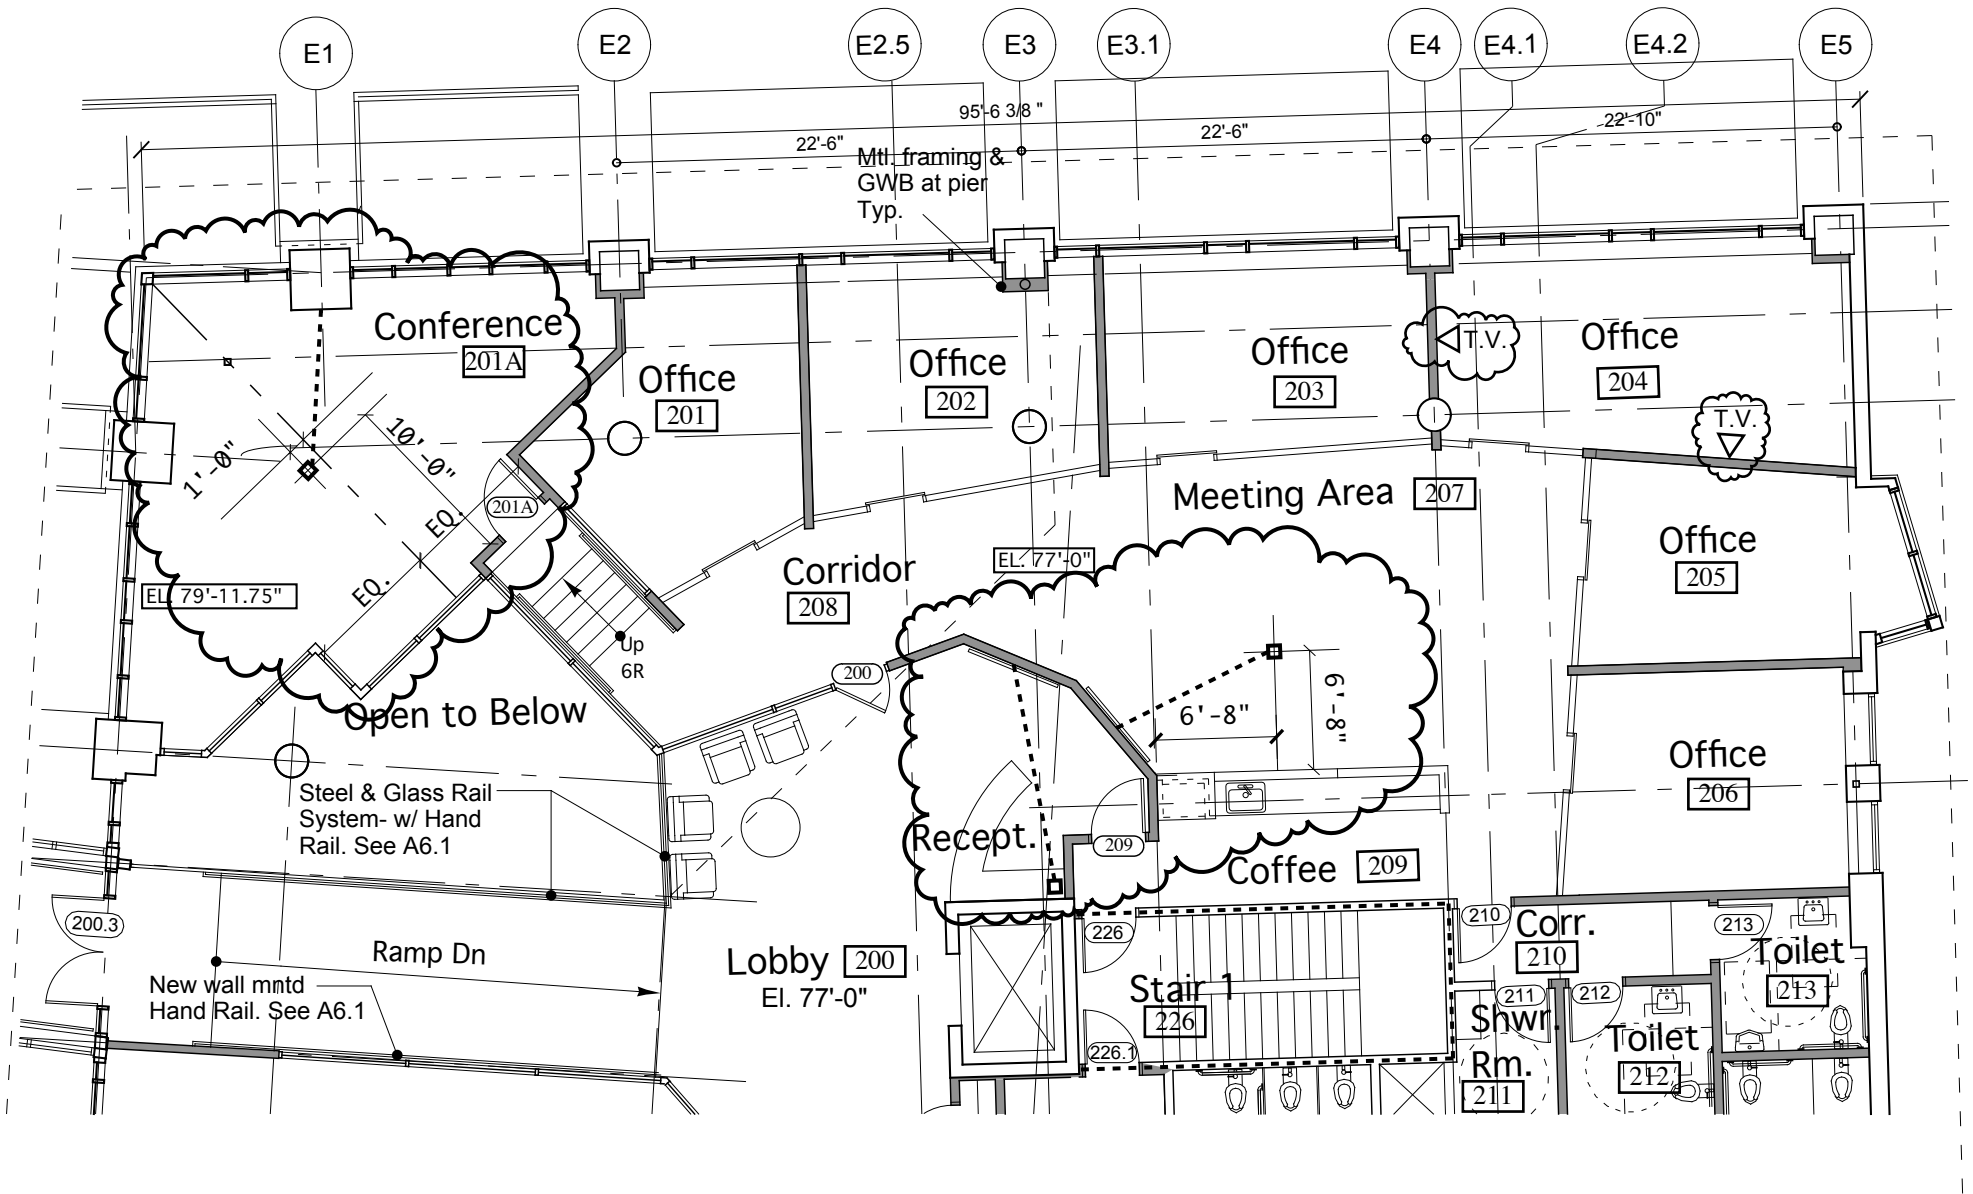 E1
E2
E2.5
E3
E3.1
E4
E4.1
E4.2
E5
95'-6 3/8 "
22'-6"
22'-6"
22'-10"
Mtl. framing &
GWB at pier
Typ.
Conference
201A
Office
201
Office
202
Office
203
T.V.
Office
204
T.V.
1'-0"
10'-0"
EQ.
EQ.
201A
Meeting Area 207
EL. 77'-0"
Office
205
EL. 79'-11.75"
Corridor
208
Up
6R
200
6'-8"
6'-8"
Open to Below
Office
206
Steel & Glass Rail
System- w/ Hand
Rail. See A6.1
Recept.
209
Coffee 209
200.3
Ramp Dn
New wall mntd
Hand Rail. See A6.1
Lobby 200
El. 77'-0"
226
Stair 1
226
226.1
210
Corr.
210
213
Toilet
213
211
212
Shwr.
Rm.
211
Toilet
212